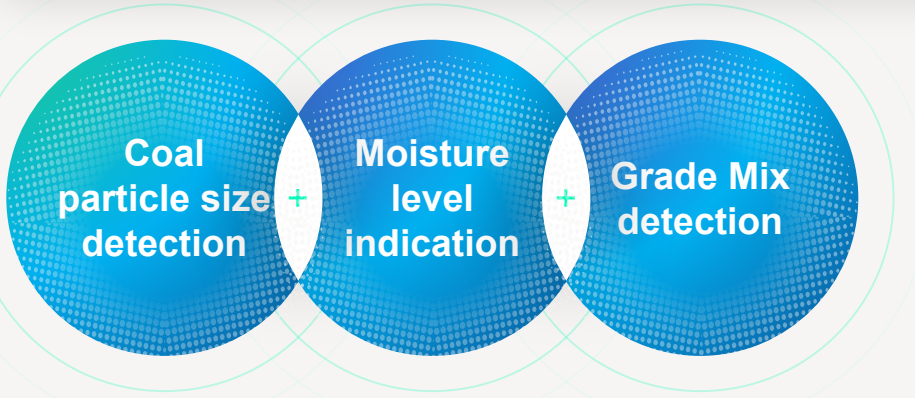 Coal
particle size
detection
+
Moisture
level
indication
+
Grade Mix
detection